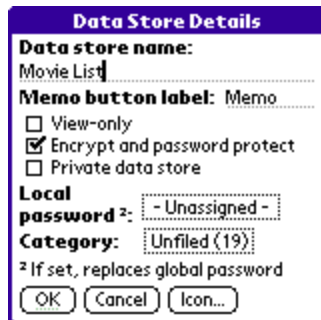 Data Store Details
Data store name:
Movie List
Memo button label: Memo
View-only
Encrypt and password protect
Private data store
Local
password ²: - Unassigned -
Category: Unfiled (19)
² If set, replaces global password
OK Cancel Icon...